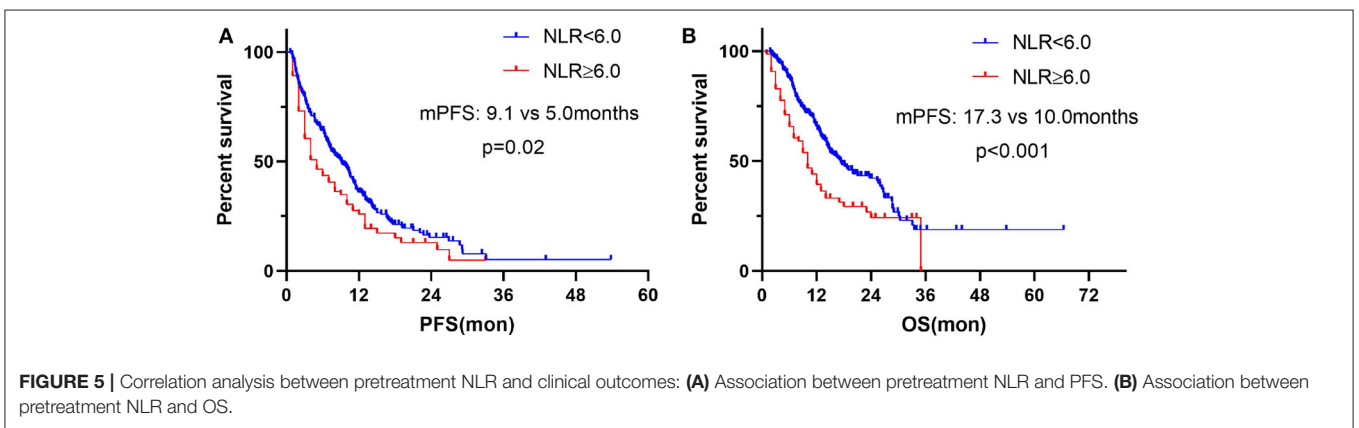 A
NLR<6.0
NLR≥6.0
mPFS: 9.1 vs 5.0months
p=0.02
Percent survival
100
50
0
0 12 24 36 48 60
PFS(mon)
B
NLR<6.0
NLR≥6.0
mPFS: 17.3 vs 10.0months
p<0.001
Percent survival
100
50
0
0 12 24 36 48 60 72
OS(mon)
FIGURE 5 | Correlation analysis between pretreatment NLR and clinical outcomes: (A) Association between pretreatment NLR and PFS. (B) Association between
pretreatment NLR and OS.